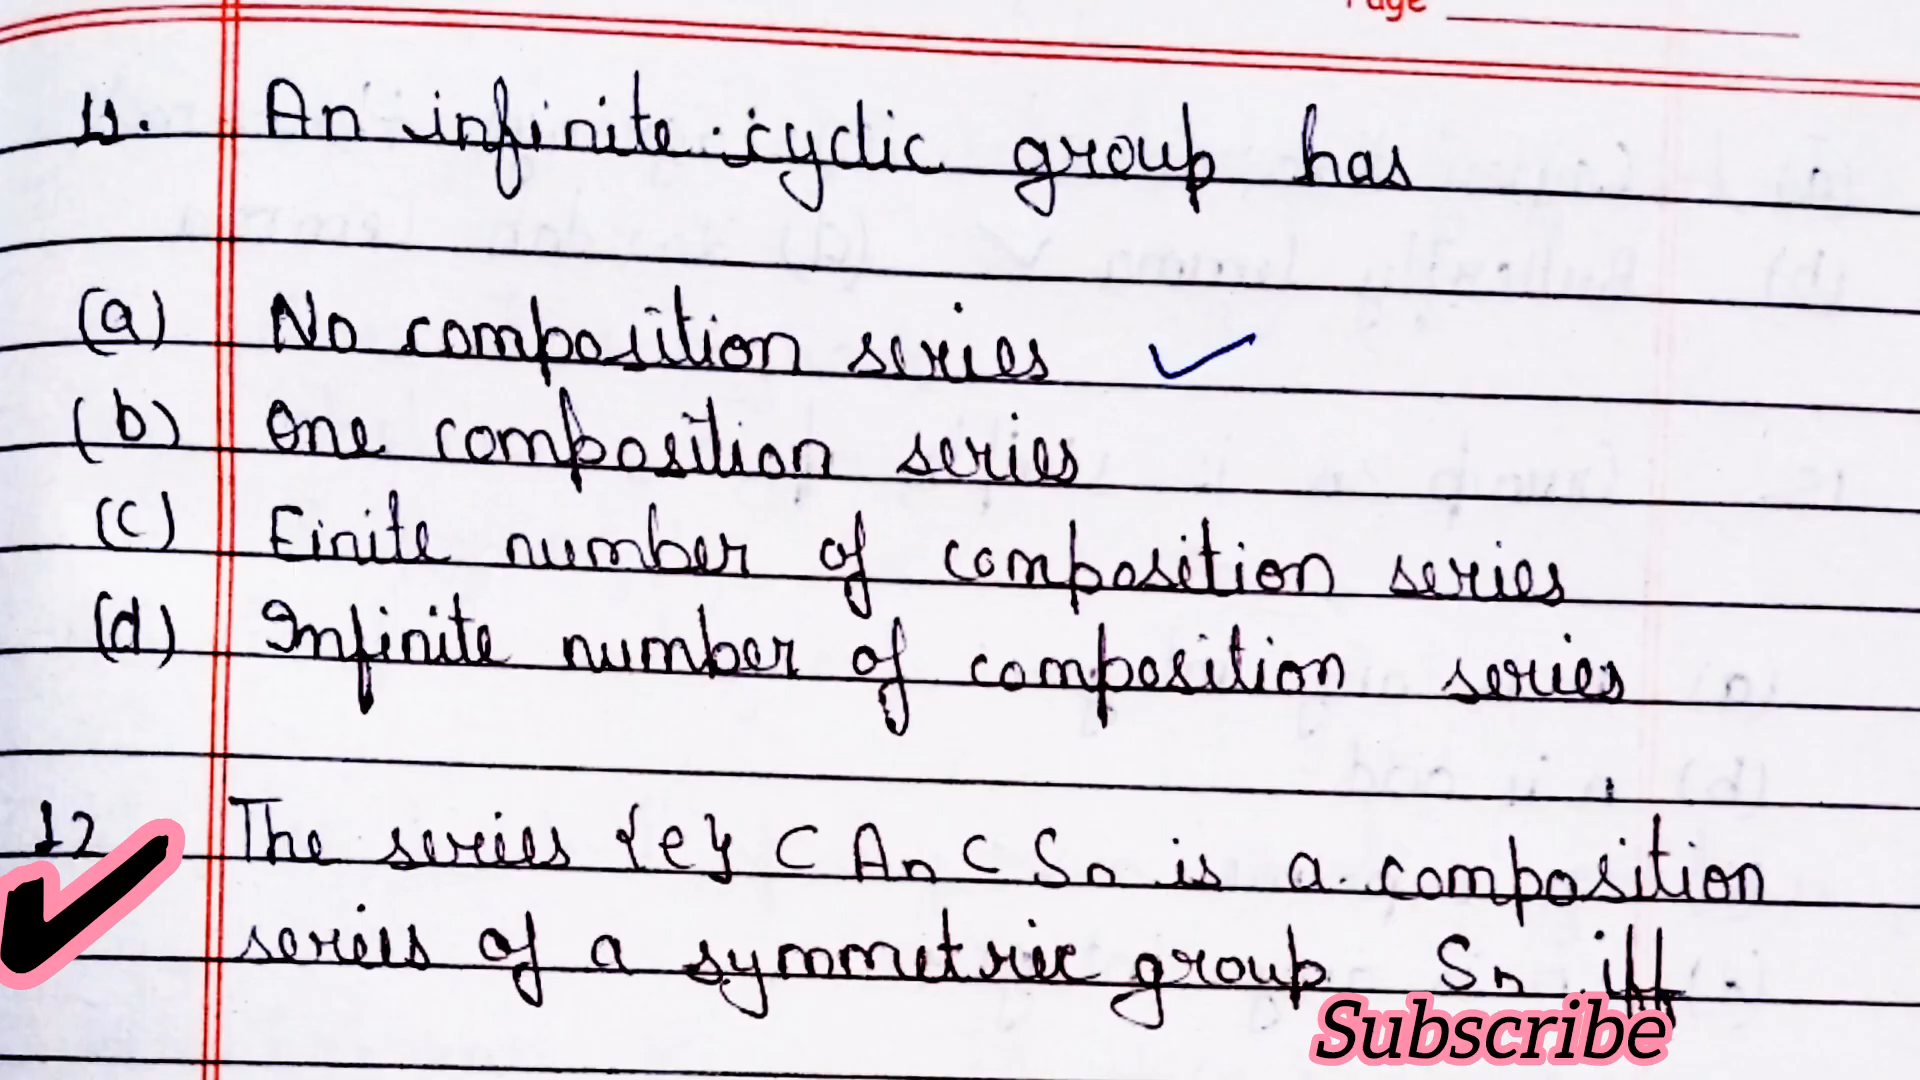 Page
11. An infinite cyclic group has
(a) No composition series ✓
(b) One composition series
(c) Finite number of composition series
(d) Infinite number of composition series
12 The series {e} ⊂ An ⊂ Sn is a composition
series of a symmetric group Sn iff.
Subscribe